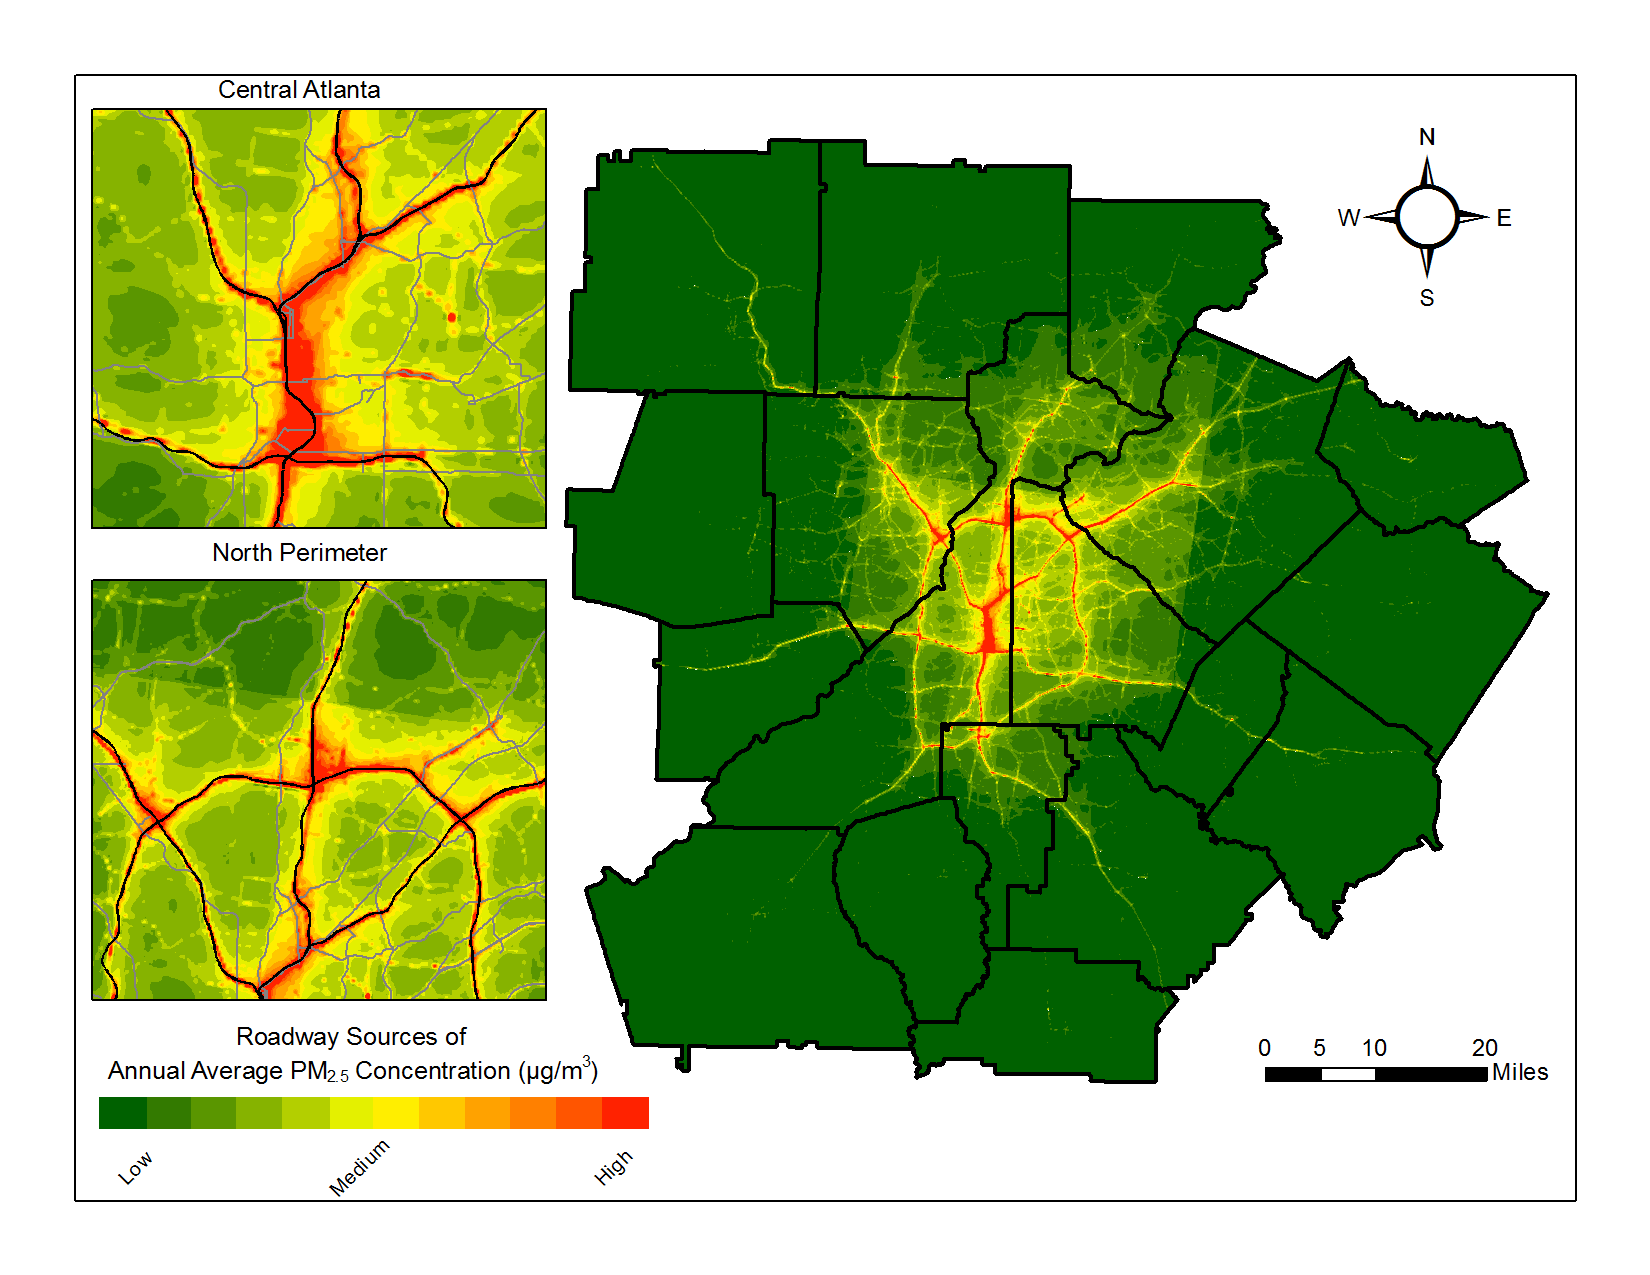 Central Atlanta
North Perimeter
Roadway Sources of
Annual Average PM2.5 Concentration (µg/m3)
Low
Medium
High
N
W
E
S
0 5 10 20
Miles